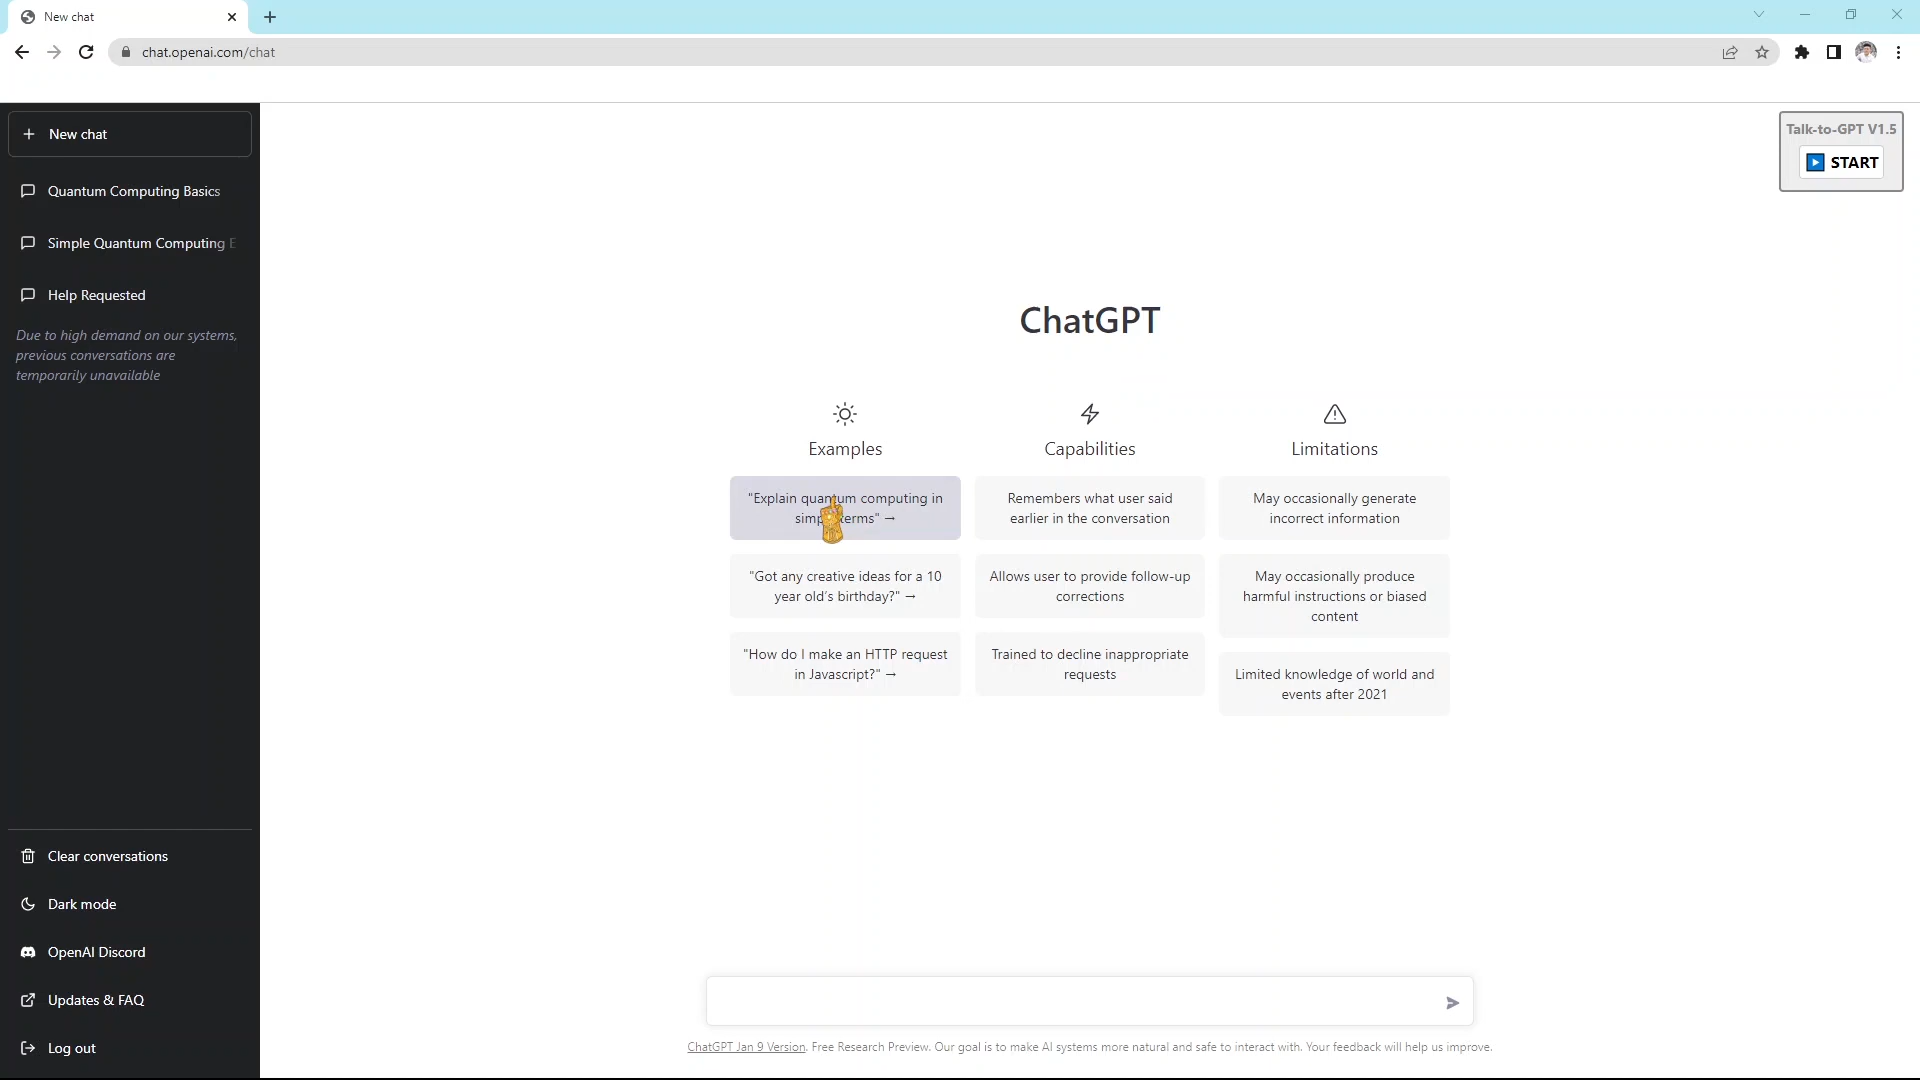 New chat
chat.openai.com/chat
New chat
Quantum Computing Basics
Simple Quantum Computing E
Help Requested
Due to high demand on our systems,
previous conversations are
temporarily unavailable
Clear conversations
Dark mode
OpenAI Discord
Updates & FAQ
Log out
Talk-to-GPT V1.5
START
ChatGPT
Examples
"Explain quantum computing in
simple terms" →
"Got any creative ideas for a 10
year old's birthday?" →
"How do I make an HTTP request
in Javascript?" →
Capabilities
Remembers what user said
earlier in the conversation
Allows user to provide follow-up
corrections
Trained to decline inappropriate
requests
Limitations
May occasionally generate
incorrect information
May occasionally produce
harmful instructions or biased
content
Limited knowledge of world and
events after 2021
ChatGPT Jan 9 Version. Free Research Preview. Our goal is to make AI systems more natural and safe to interact with. Your feedback will help us improve.